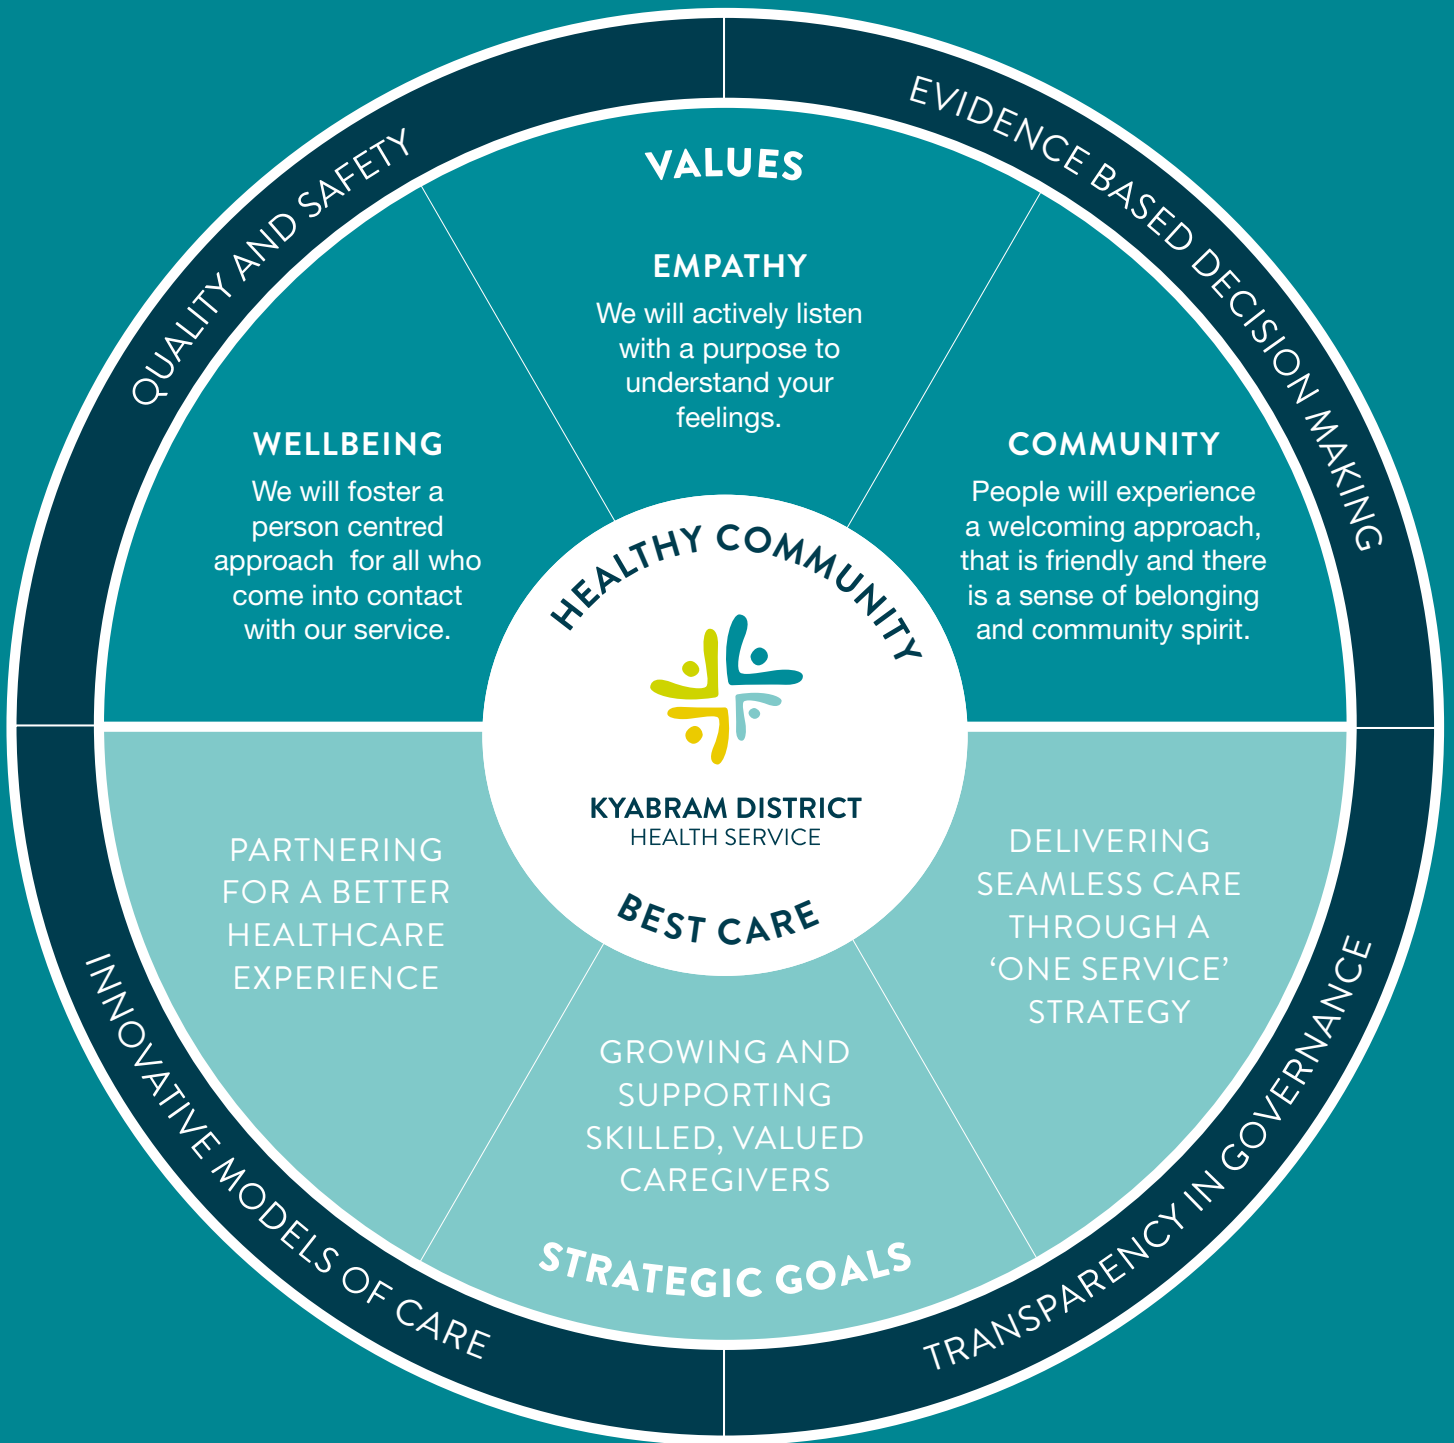 QUALITY AND SAFETY
EVIDENCE BASED DECISION MAKING
VALUES
EMPATHY
We will actively listen
with a purpose to
understand your
feelings.
WELLBEING
We will foster a
person centred
approach  for all who
come into contact
with our service.
COMMUNITY
People will experience
a welcoming approach,
that is friendly and there
is a sense of belonging
and community spirit.
HEALTHY COMMUNITY
KYABRAM DISTRICT
HEALTH SERVICE
BEST CARE
PARTNERING
FOR A BETTER
HEALTHCARE
EXPERIENCE
GROWING AND
SUPPORTING
SKILLED, VALUED
CAREGIVERS
DELIVERING
SEAMLESS CARE
THROUGH A
‘ONE SERVICE’
STRATEGY
STRATEGIC GOALS
INNOVATIVE MODELS OF CARE
TRANSPARENCY IN GOVERNANCE